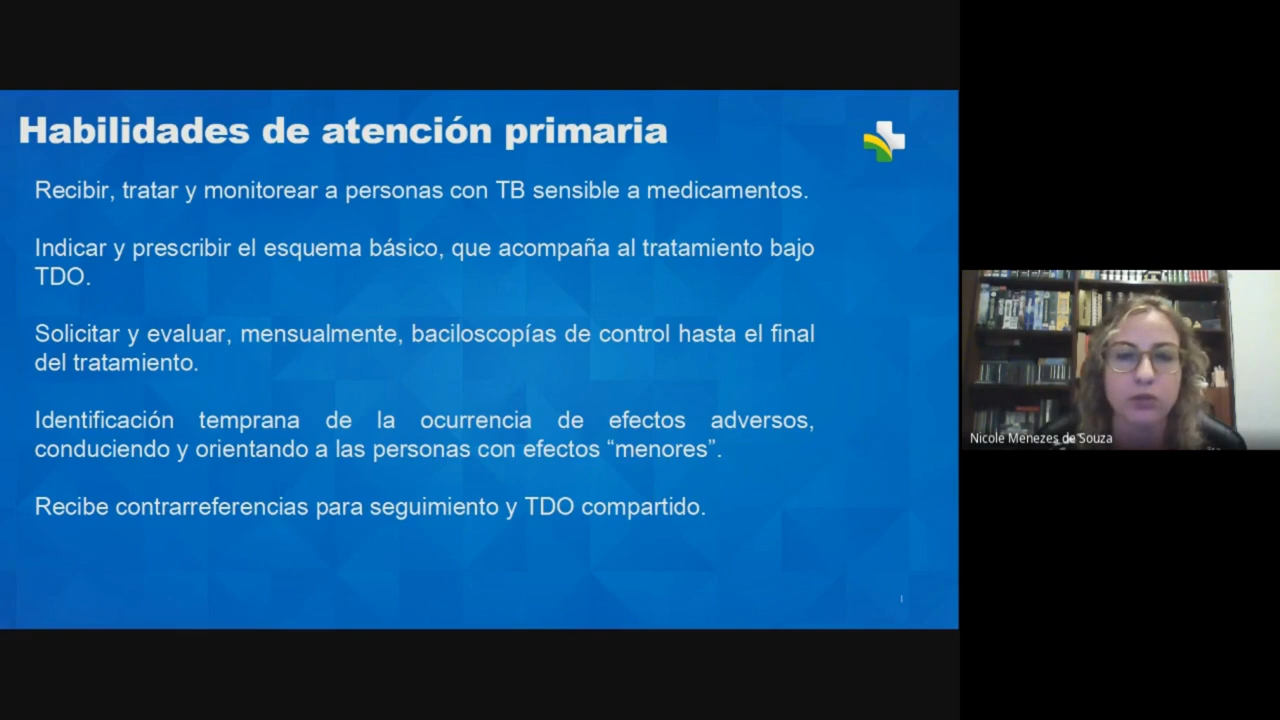 Habilidades de atención primaria
Recibir, tratar y monitorear a personas con TB sensible a medicamentos.
Indicar y prescribir el esquema básico, que acompaña al tratamiento bajo
TDO.
Solicitar y evaluar, mensualmente, baciloscopías de control hasta el final
del tratamiento.
Identificación temprana de la ocurrencia de efectos adversos,
conduciendo y orientando a las personas con efectos “menores”.
Recibe contrarreferencias para seguimiento y TDO compartido.
Nicole Menezes de Souza